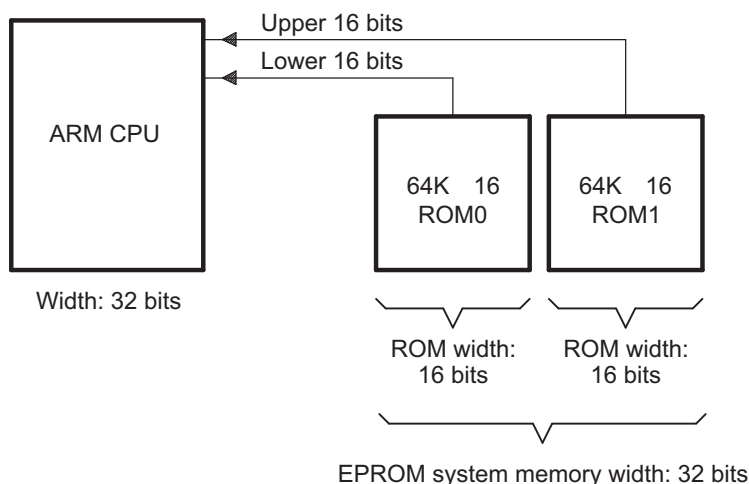 Upper 16 bits
Lower 16 bits
ARM CPU
64K 16
ROM0
64K 16
ROM1
Width: 32 bits
ROM width:
16 bits
ROM width:
16 bits
EPROM system memory width: 32 bits